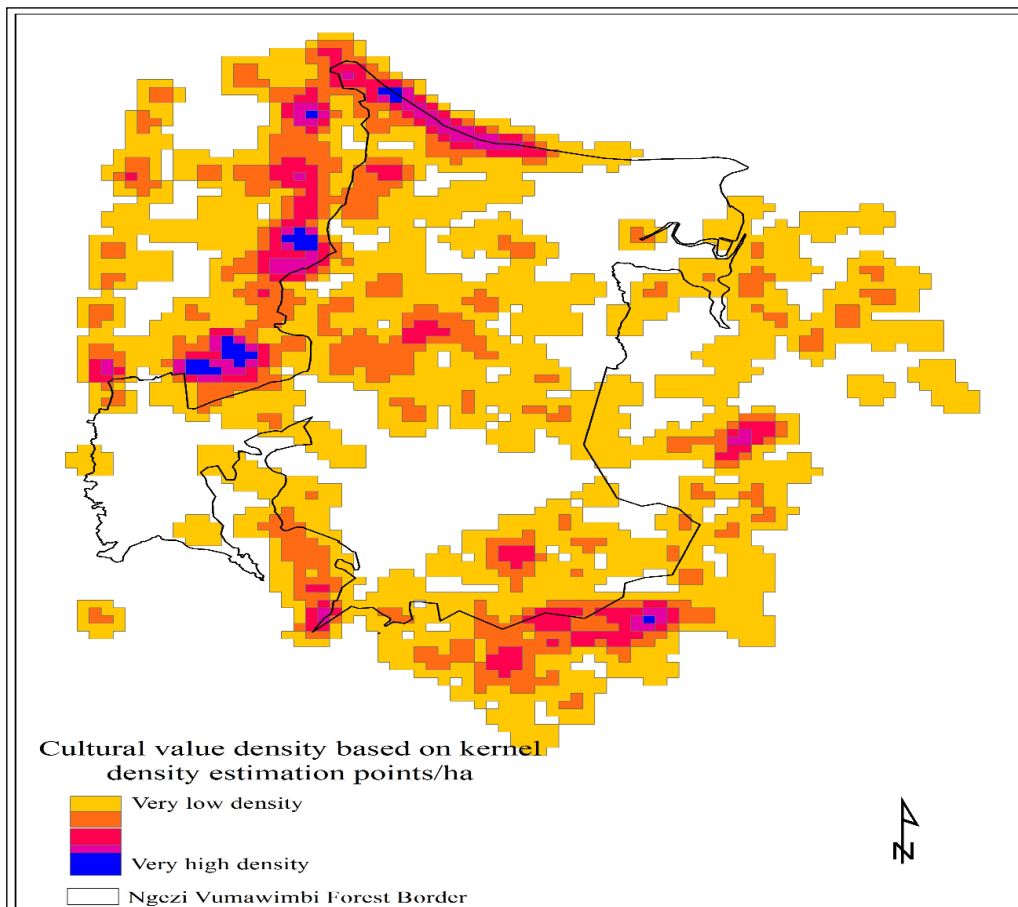 Cultural value density based on kernel
density estimation points/ha
Very low density
Very high density
N
Ngezi Vumawimbi Forest Border